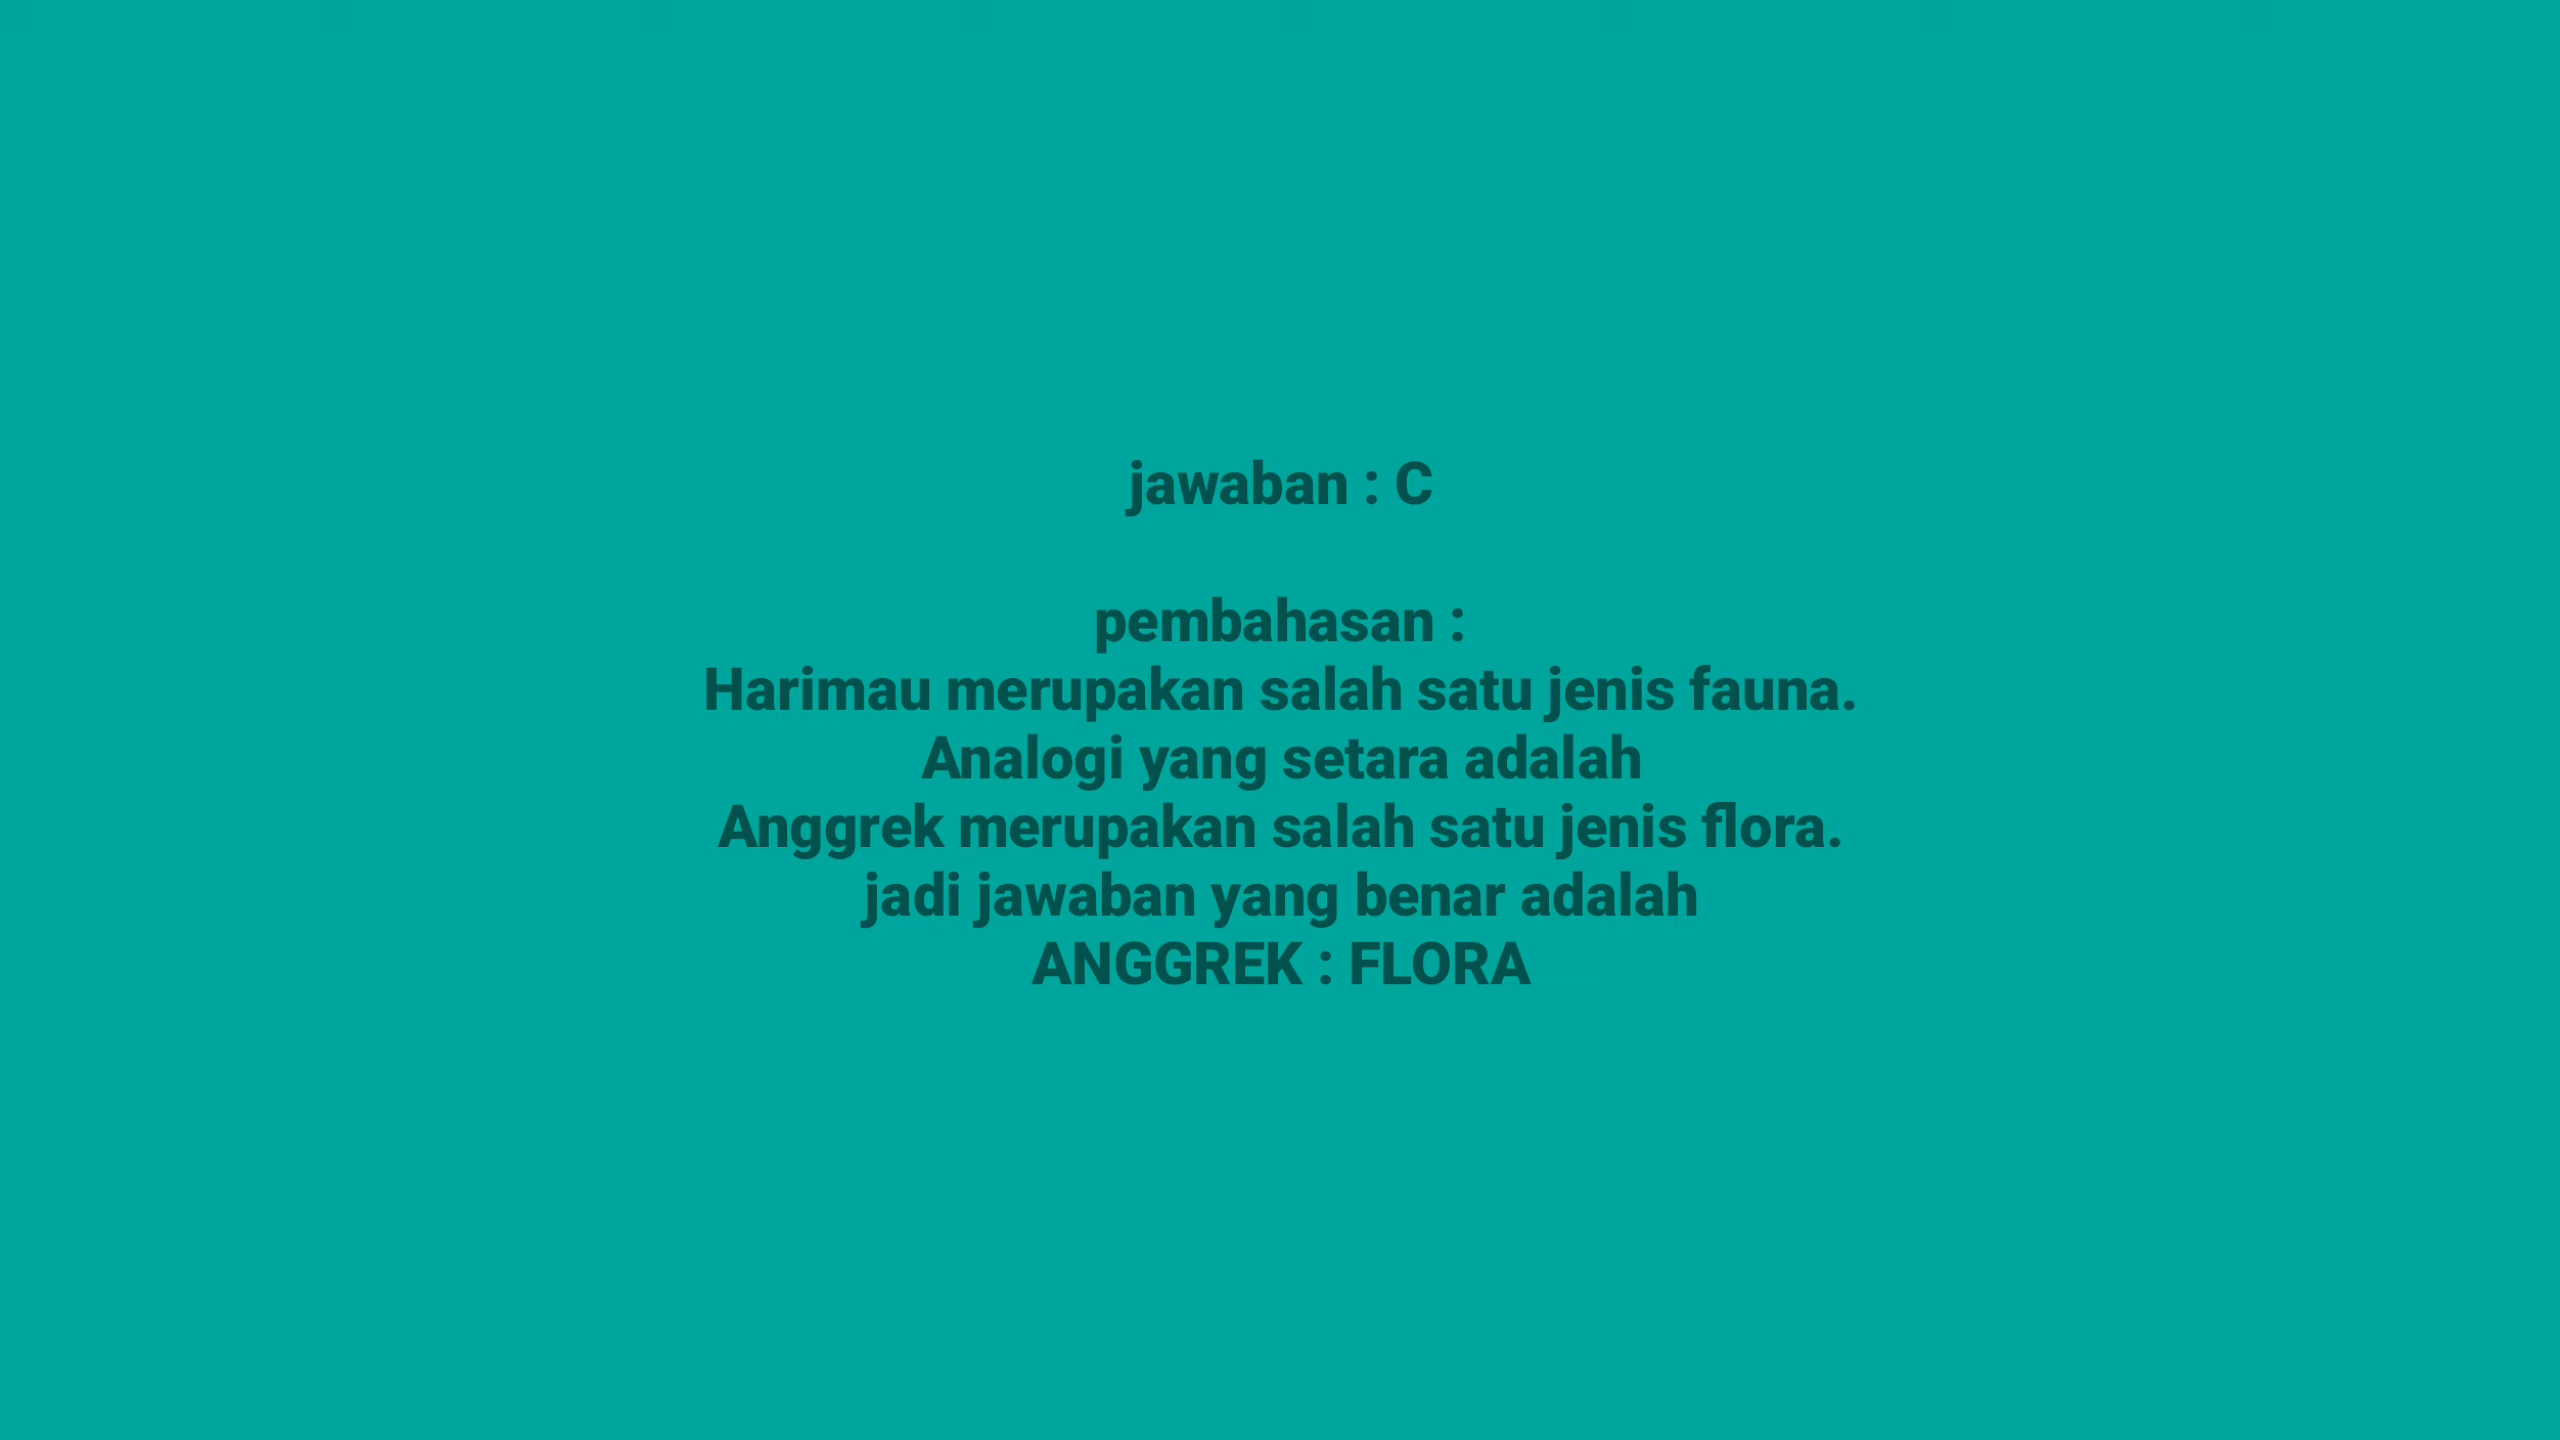 jawaban : C
pembahasan :
Harimau merupakan salah satu jenis fauna.
Analogi yang setara adalah
Anggrek merupakan salah satu jenis flora.
jadi jawaban yang benar adalah
ANGGREK : FLORA